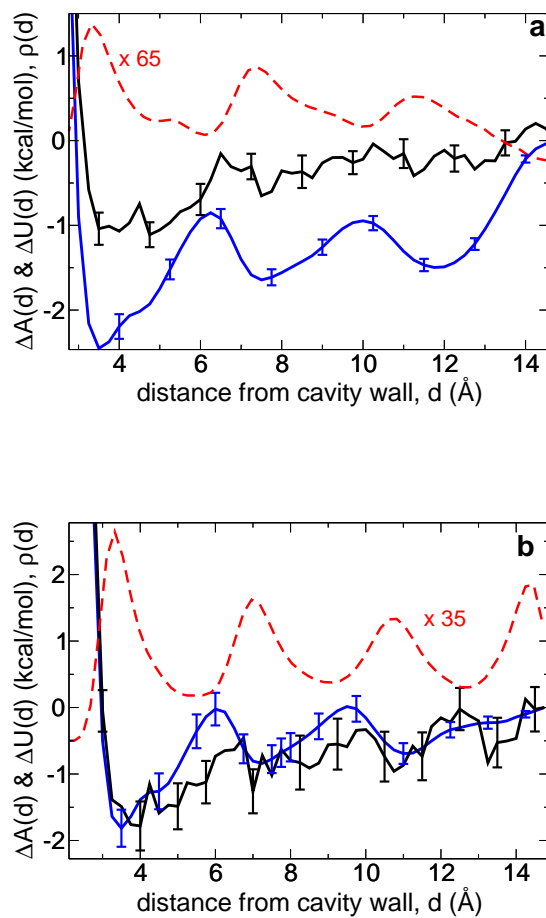 a
x 65
ΔA(d) & ΔU(d) (kcal/mol), ρ(d)
1
0
-1
-2
4 6 8 10 12 14
distance from cavity wall, d (Å)
b
x 35
ΔA(d) & ΔU(d) (kcal/mol), ρ(d)
2
1
0
-1
-2
4 6 8 10 12 14
distance from cavity wall, d (Å)